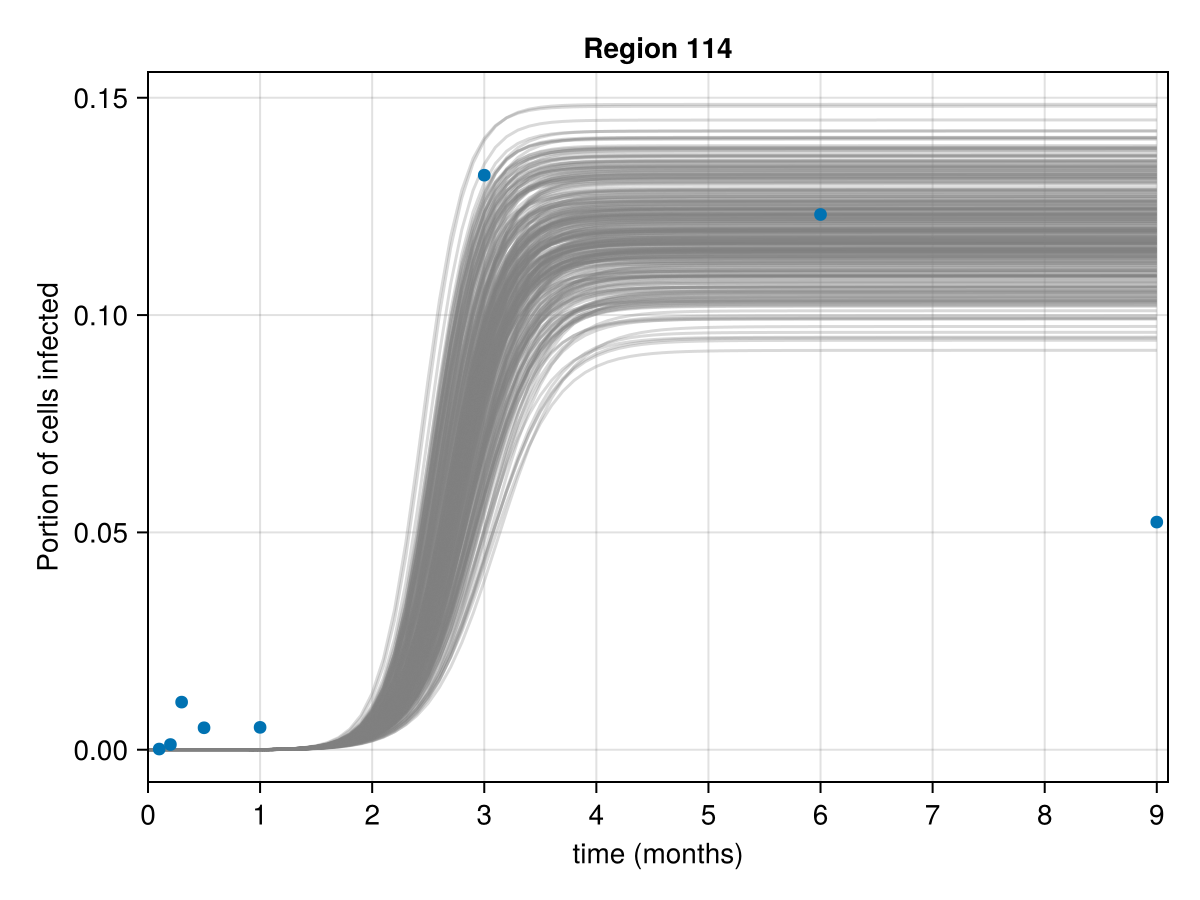 Region 114
Portion of cells infected
0.15
0.10
0.05
0.00
0 1 2 3 4 5 6 7 8 9
time (months)